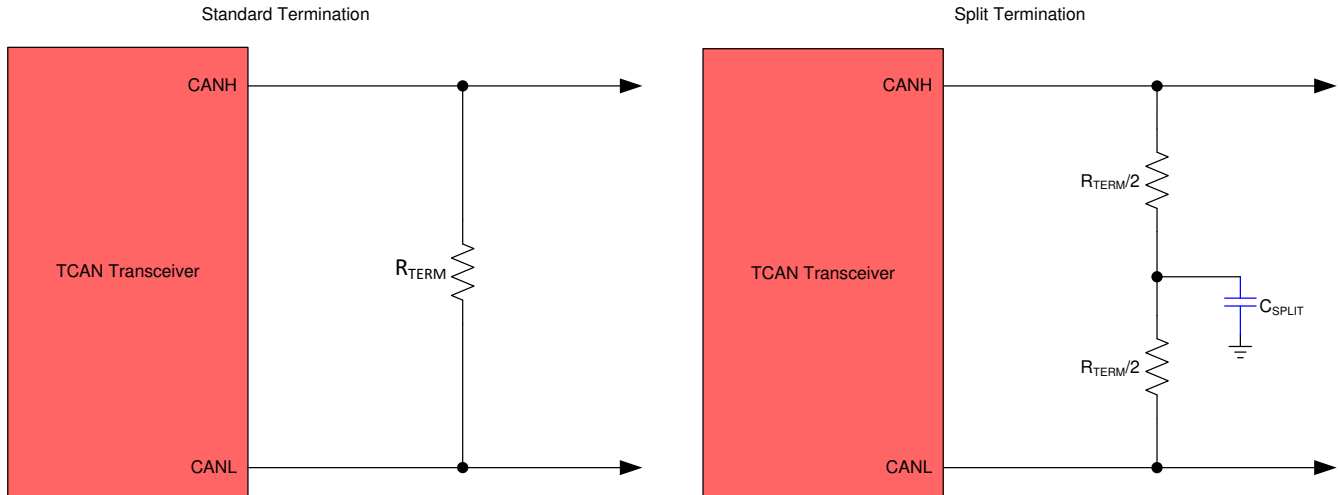 Standard Termination
CANH
TCAN Transceiver
R_TERM
CANL
Split Termination
CANH
R_TERM/2
TCAN Transceiver
C_SPLIT
R_TERM/2
CANL